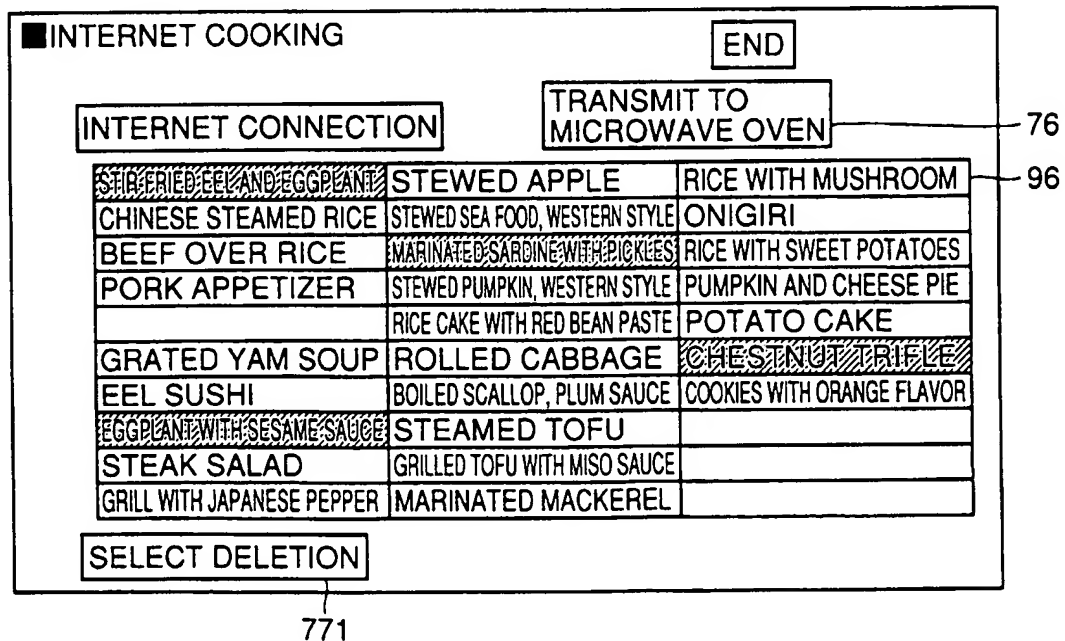 ■INTERNET COOKING
END
INTERNET CONNECTION
TRANSMIT TO
MICROWAVE OVEN
76
96
STIR-FRIED EEL AND EGGPLANT STEWED APPLE RICE WITH MUSHROOM
CHINESE STEAMED RICE STEWED SEA FOOD, WESTERN STYLE ONIGIRI
BEEF OVER RICE MARINATED SARDINE WITH PICKLES RICE WITH SWEET POTATOES
PORK APPETIZER STEWED PUMPKIN, WESTERN STYLE PUMPKIN AND CHEESE PIE
RICE CAKE WITH RED BEAN PASTE POTATO CAKE
GRATED YAM SOUP ROLLED CABBAGE CHESTNUT TRIFLE
EEL SUSHI BOILED SCALLOP, PLUM SAUCE COOKIES WITH ORANGE FLAVOR
EGGPLANT WITH SESAME SAUCE STEAMED TOFU
STEAK SALAD GRILLED TOFU WITH MISO SAUCE
GRILL WITH JAPANESE PEPPER MARINATED MACKEREL
SELECT DELETION
771